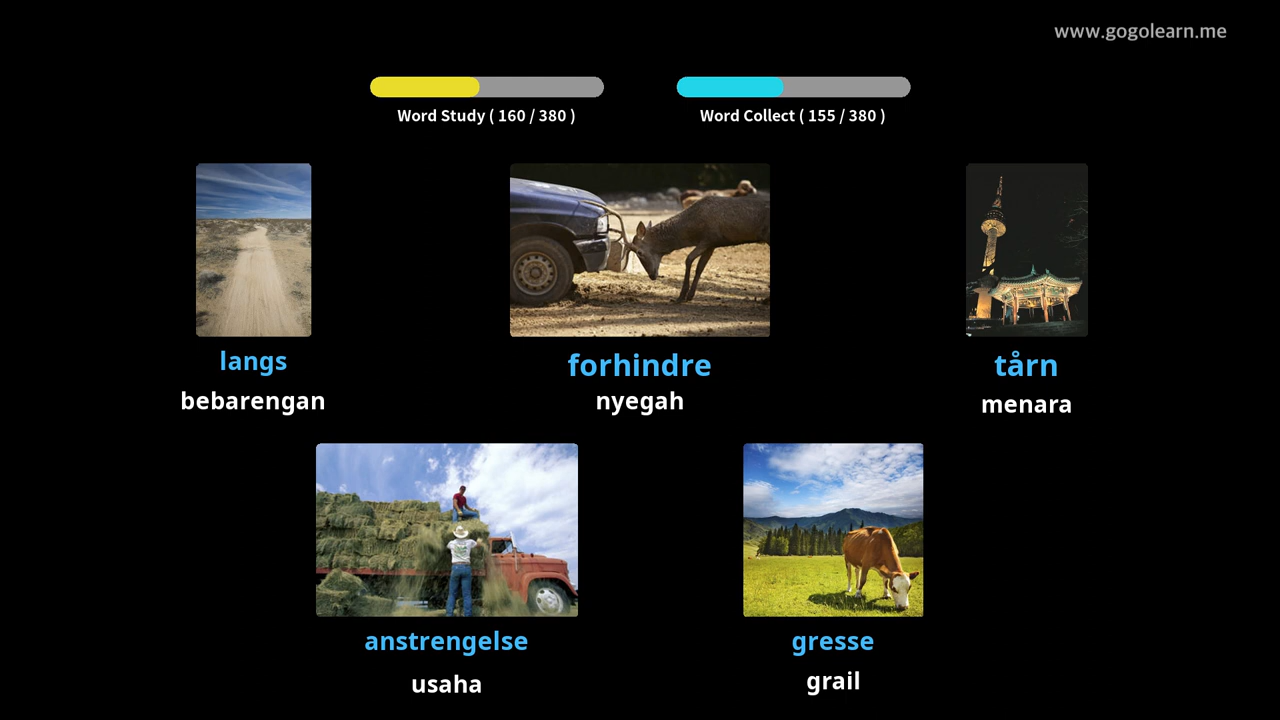 www.gogolearn.me
Word Study ( 160 / 380 )
Word Collect ( 155 / 380 )
langs
bebarengan
forhindre
nyegah
tårn
menara
anstrengelse
usaha
gresse
grail